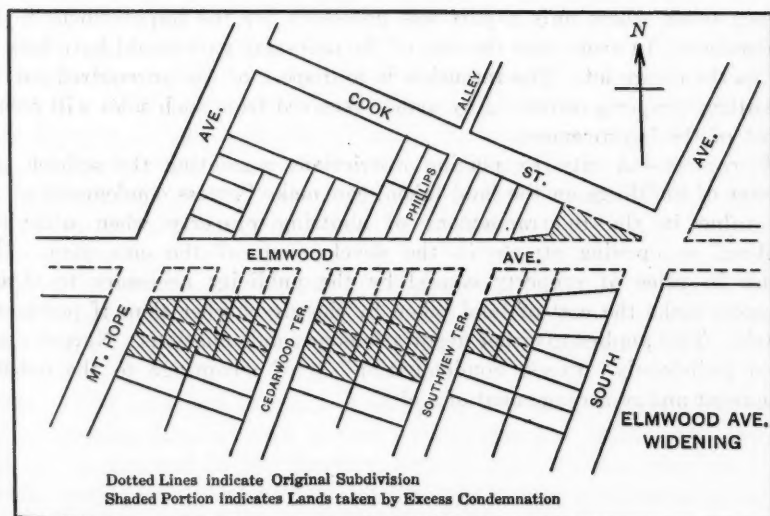 N
COOK
ALLEY
AVE.
AVE.
PHILLIPS
ST.
ELMWOOD
AVE.
MT. HOPE
CEDARWOOD TER.
SOUTHVIEW TER.
SOUTH
ELMWOOD AVE.
WIDENING
Dotted Lines indicate Original Subdivision
Shaded Portion indicates Lands taken by Excess Condemnation